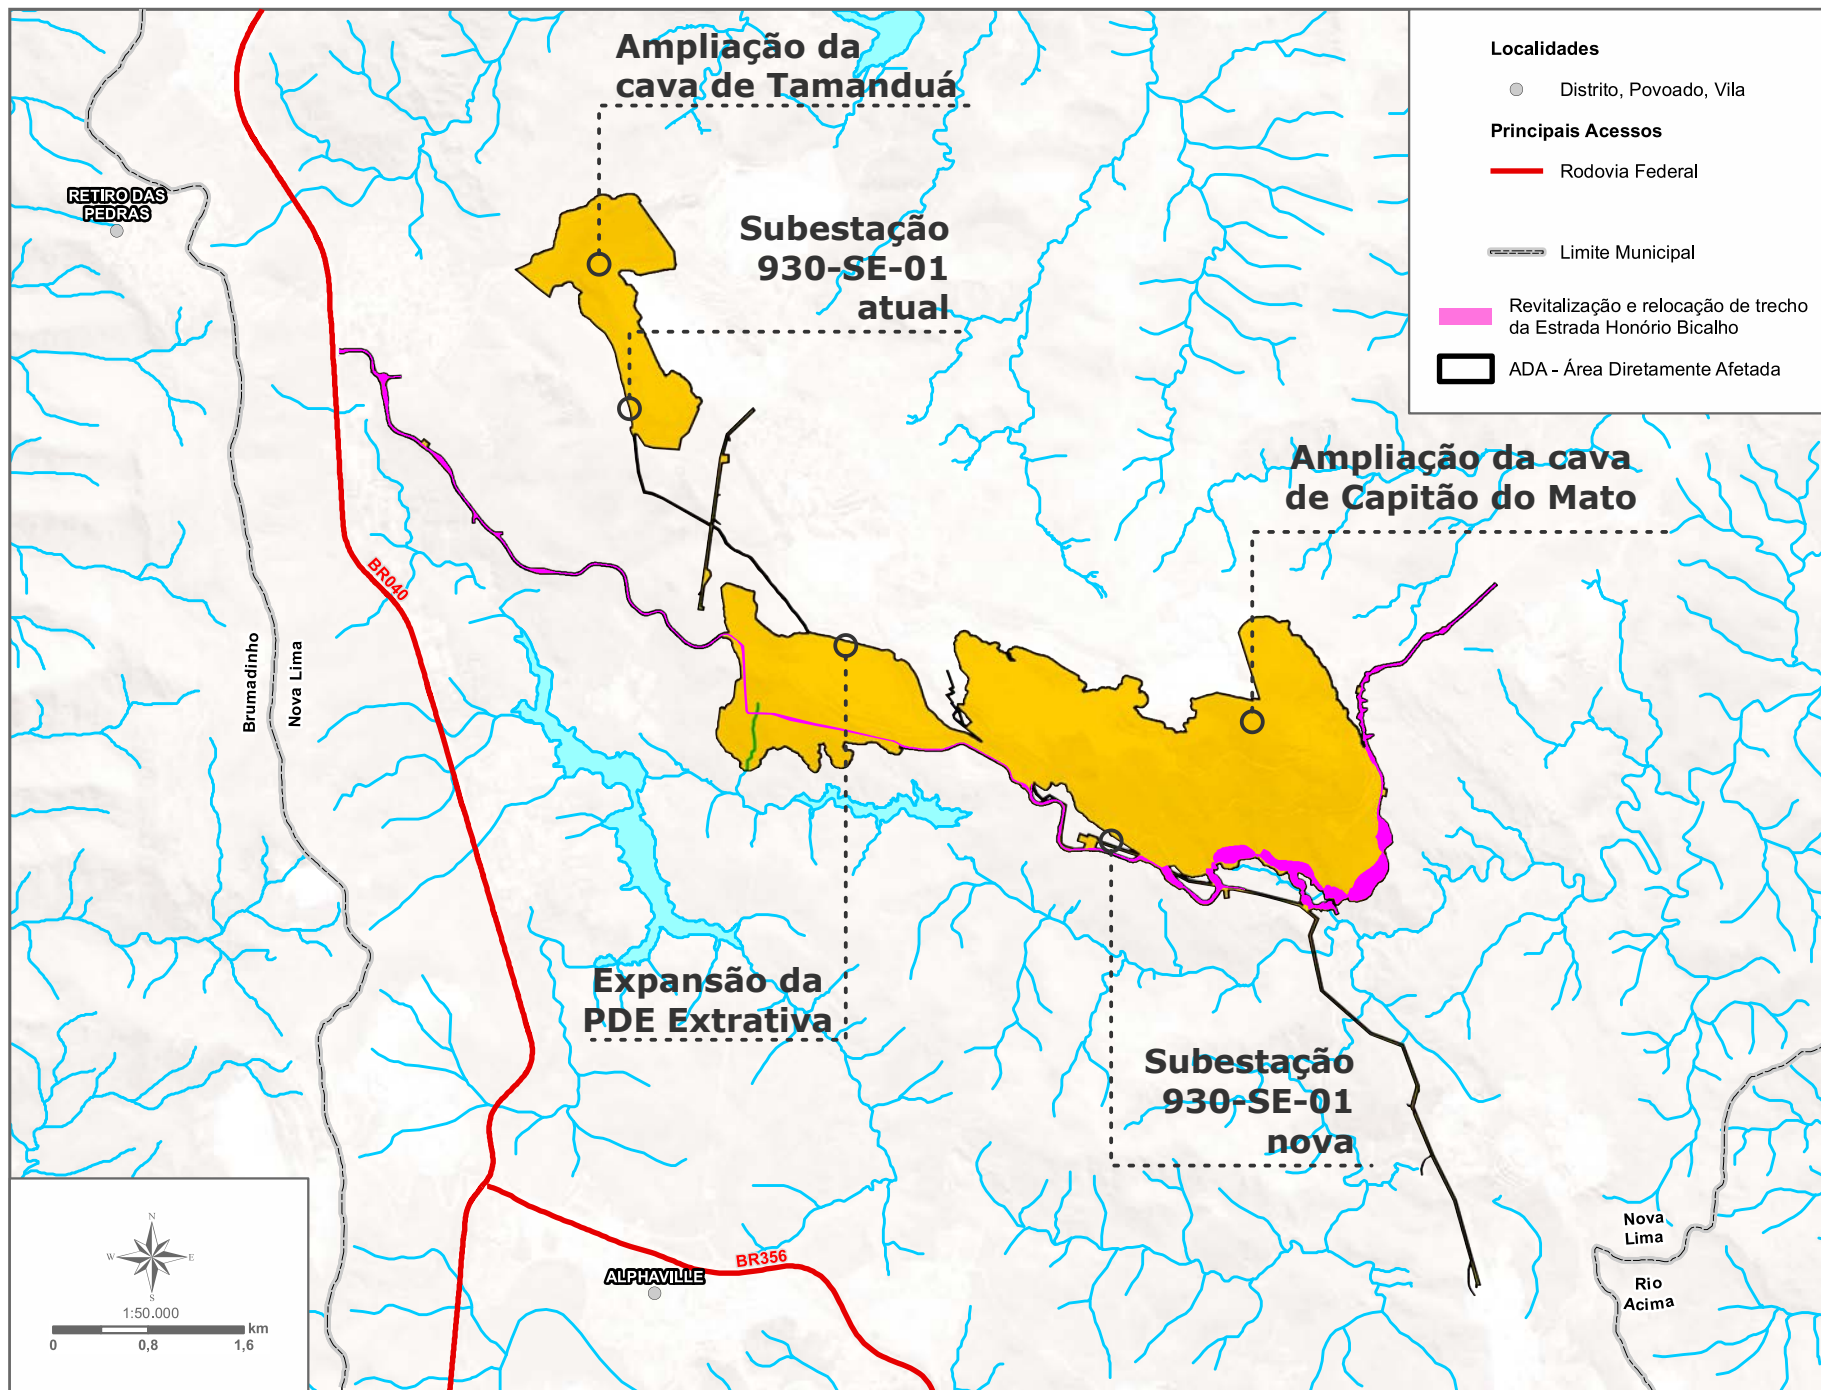 Ampliação da
cava de Tamanduá
Localidades
Distrito, Povoado, Vila
Principais Acessos
Rodovia Federal
Limite Municipal
Revitalização e relocação de trecho
da Estrada Honório Bicalho
ADA - Área Diretamente Afetada
RETIRO DAS
PEDRAS
Subestação
930-SE-01
atual
Ampliação da cava
de Capitão do Mato
BR040
Brumadinho
Nova Lima
Expansão da
PDE Extrativa
Subestação
930-SE-01
nova
Nova
Lima
Rio
Acima
BR356
ALPHAVILLE
N
W
E
S
1:50.000
km
0
0,8
1,6